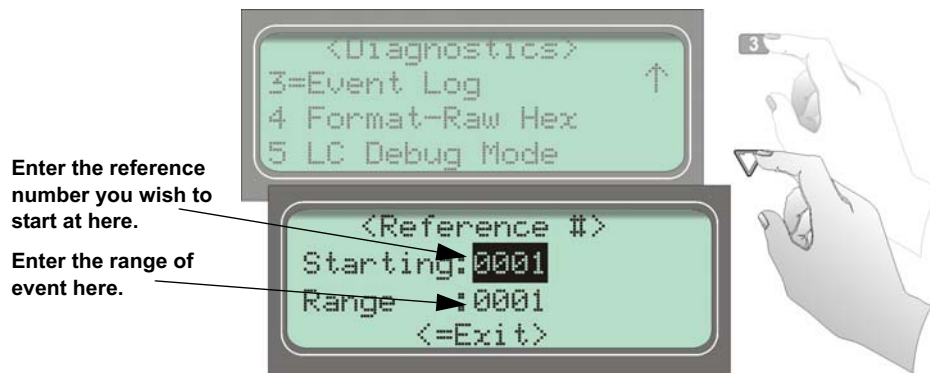 <Diagnostics>
3=Event Log ↑
4 Format-Raw Hex
5 LC Debug Mode
3
Enter the reference
number you wish to
start at here.
Enter the range of
event here.
<Reference #>
Starting:0001
Range :0001
<=Exit>